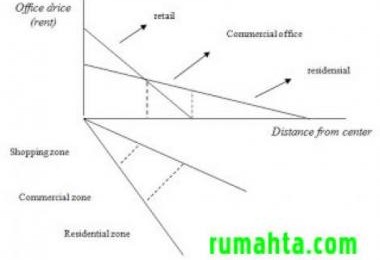 Office drice
(rent)
retail
Commercial office
residensial
Distance from center
Shopping zone
Commercial zone
Residential zone
rumahta.com